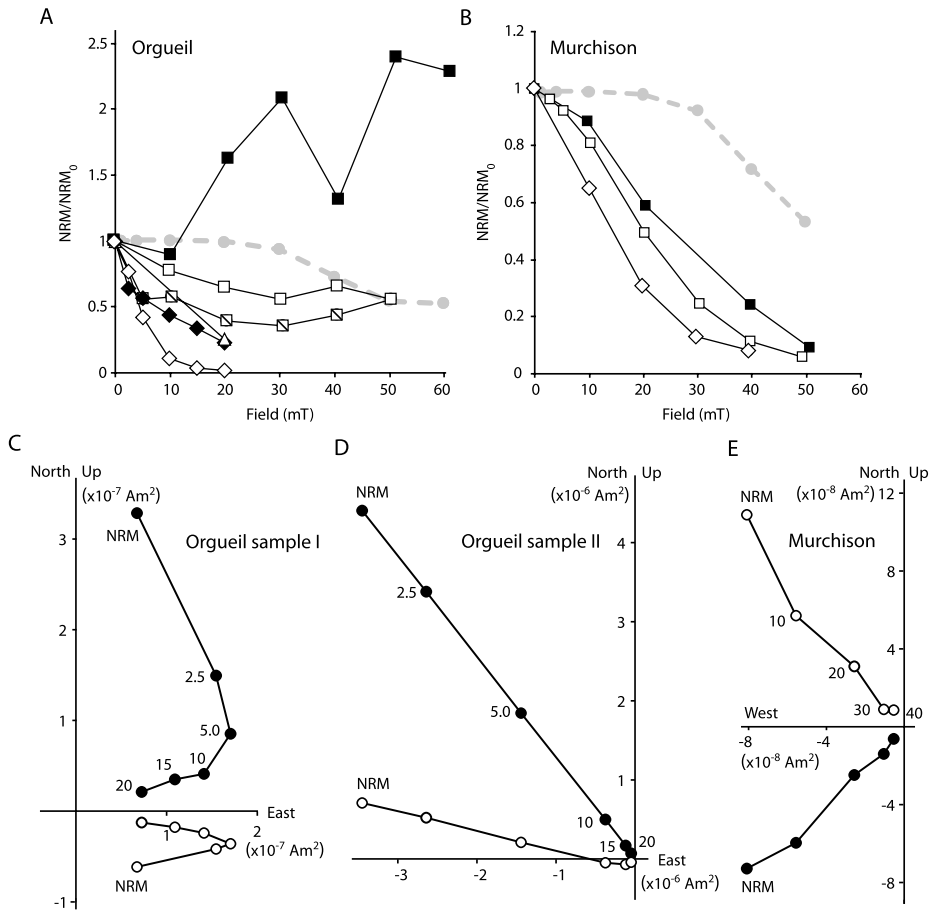 A
Orgueil
2.5
2
1.5
1
0.5
0
NRM/NRM0
0
10
20
30
40
50
60
Field (mT)
B
Murchison
1.2
1
0.8
0.6
0.4
0.2
0
NRM/NRM0
0
10
20
30
40
50
60
Field (mT)
C
North Up
(x10-7 Am2)
NRM
Orgueil sample I
3
2
1
-1
2.5
5.0
10
15
20
East
1
2
(x10-7 Am2)
NRM
D
North Up
(x10-6 Am2)
NRM
Orgueil sample II
4
3
2
1
2.5
5.0
10
15
20
NRM
East
-3
-2
-1
(x10-6 Am2)
E
North Up
(x10-8 Am2)
12
NRM
Murchison
8
4
10
20
30
40
West
-8
-4
(x10-8 Am2)
-4
-8
NRM